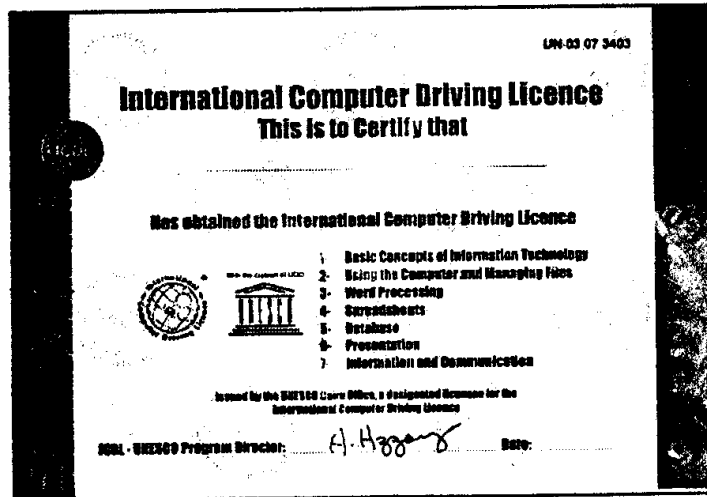 UN-03 07 3403
International Computer Driving Licence
This is to Certify that
Has obtained the International Computer Driving Licence
1- Basic Concepts of Information Technology
2- Using the Computer and Managing Files
3- Word Processing
4- Spreadsheets
5- Database
6- Presentation
7 Information and Communication
Issued by the UNESCO Cairo Office, a designated licensee for the
International Computer Driving Licence
ICDL - UNESCO Program Director:
Date: